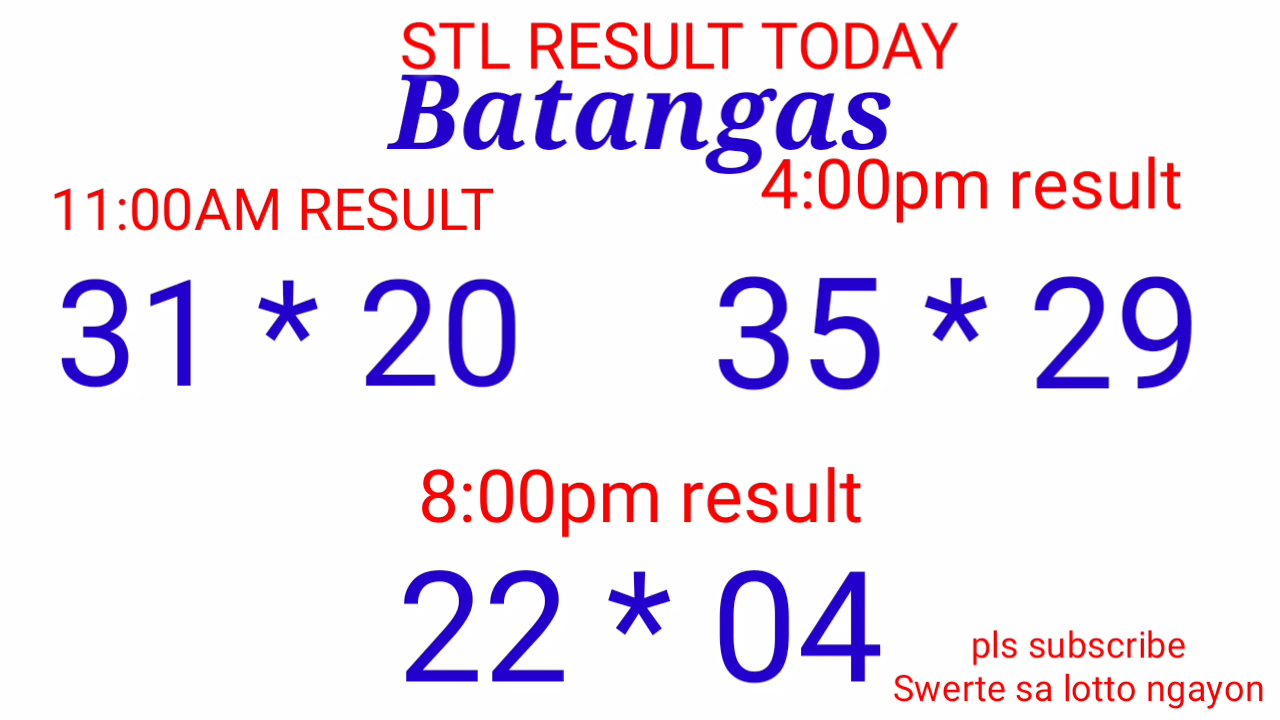 STL RESULT TODAY
Batangas
11:00AM RESULT
31 * 20
4:00pm result
35 * 29
8:00pm result
22 * 04
pls subscribe
Swerte sa lotto ngayon